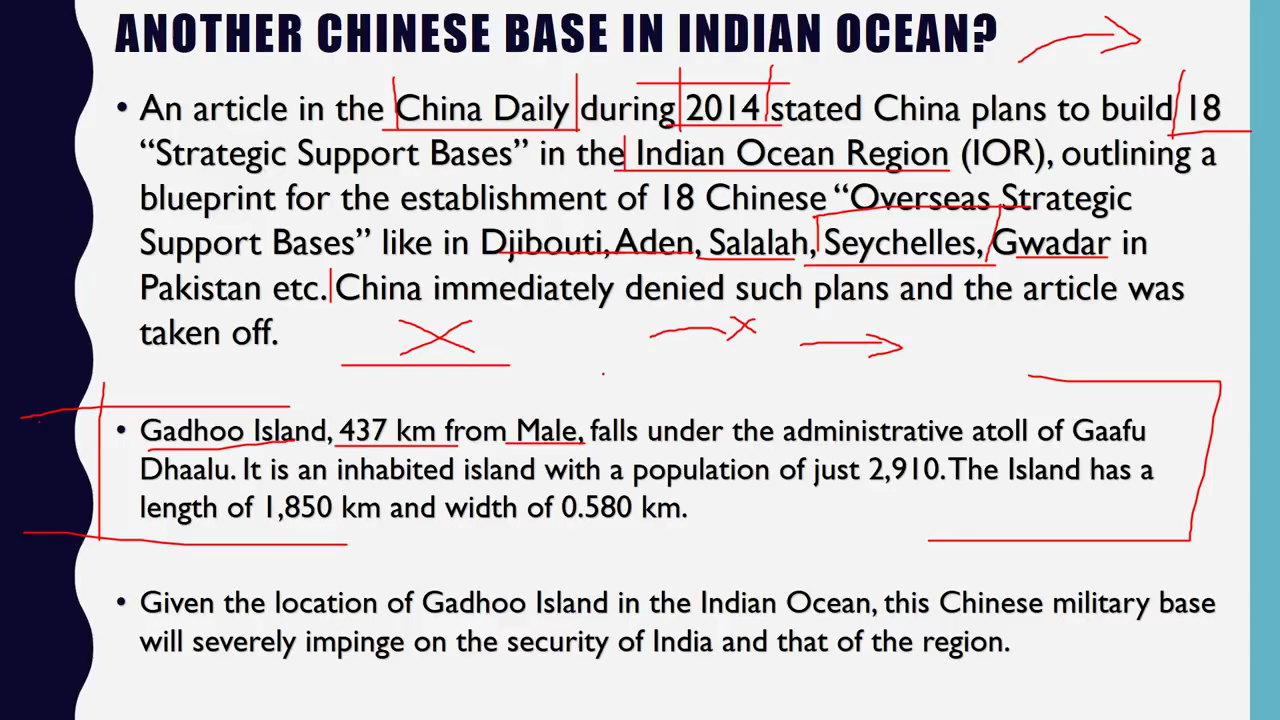 ANOTHER CHINESE BASE IN INDIAN OCEAN?
• An article in the China Daily during 2014 stated China plans to build 18
“Strategic Support Bases” in the Indian Ocean Region (IOR), outlining a
blueprint for the establishment of 18 Chinese “Overseas Strategic
Support Bases” like in Djibouti, Aden, Salalah, Seychelles, Gwadar in
Pakistan etc. China immediately denied such plans and the article was
taken off.
• Gadhoo Island, 437 km from Male, falls under the administrative atoll of Gaafu
Dhaalu. It is an inhabited island with a population of just 2,910. The Island has a
length of 1,850 km and width of 0.580 km.
• Given the location of Gadhoo Island in the Indian Ocean, this Chinese military base
will severely impinge on the security of India and that of the region.